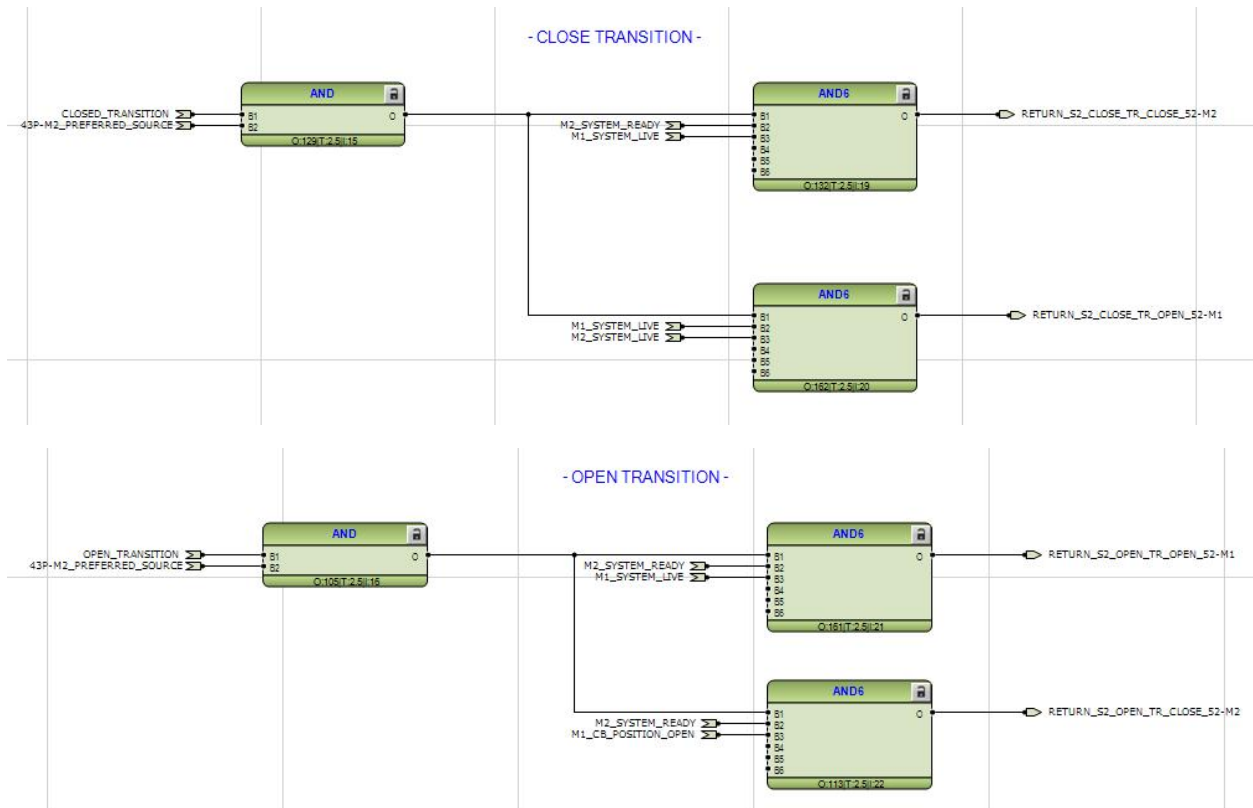 - CLOSE TRANSITION -
AND
CLOSED_TRANSITION
43P-M2_PREFERRED_SOURCE
B1
B2
O
O:129|T:2.5|I:15
AND6
M2_SYSTEM_READY
M1_SYSTEM_LIVE
B1
B2
B3
B4
B5
B6
O
O:132|T:2.5|I:19
RETURN_S2_CLOSE_TR_CLOSE_52-M2
AND6
M1_SYSTEM_LIVE
M2_SYSTEM_LIVE
B1
B2
B3
B4
B5
B6
O
O:162|T:2.5|I:20
RETURN_S2_CLOSE_TR_OPEN_52-M1
- OPEN TRANSITION -
AND
OPEN_TRANSITION
43P-M2_PREFERRED_SOURCE
B1
B2
O
O:105|T:2.5|I:16
AND6
M2_SYSTEM_READY
M1_SYSTEM_LIVE
B1
B2
B3
B4
B5
B6
O
O:161|T:2.5|I:21
RETURN_S2_OPEN_TR_OPEN_52-M1
AND6
M2_SYSTEM_READY
M1_CB_POSITION_OPEN
B1
B2
B3
B4
B5
B6
O
O:113|T:2.5|I:22
RETURN_S2_OPEN_TR_CLOSE_52-M2